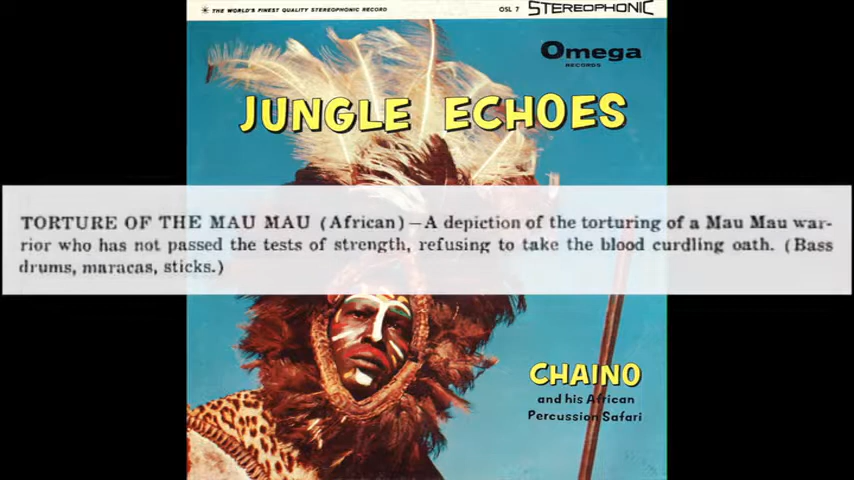 ✳ THE WORLD'S FINEST QUALITY STEREOPHONIC RECORD OSL 7 STEREOPHONIC
Omega
RECORDS
JUNGLE ECHOES
TORTURE OF THE MAU MAU (African)—A depiction of the torturing of a Mau Mau war-
rior who has not passed the tests of strength, refusing to take the blood curdling oath. (Bass
drums, maracas, sticks.)
CHAINO
and his African
Percussion Safari